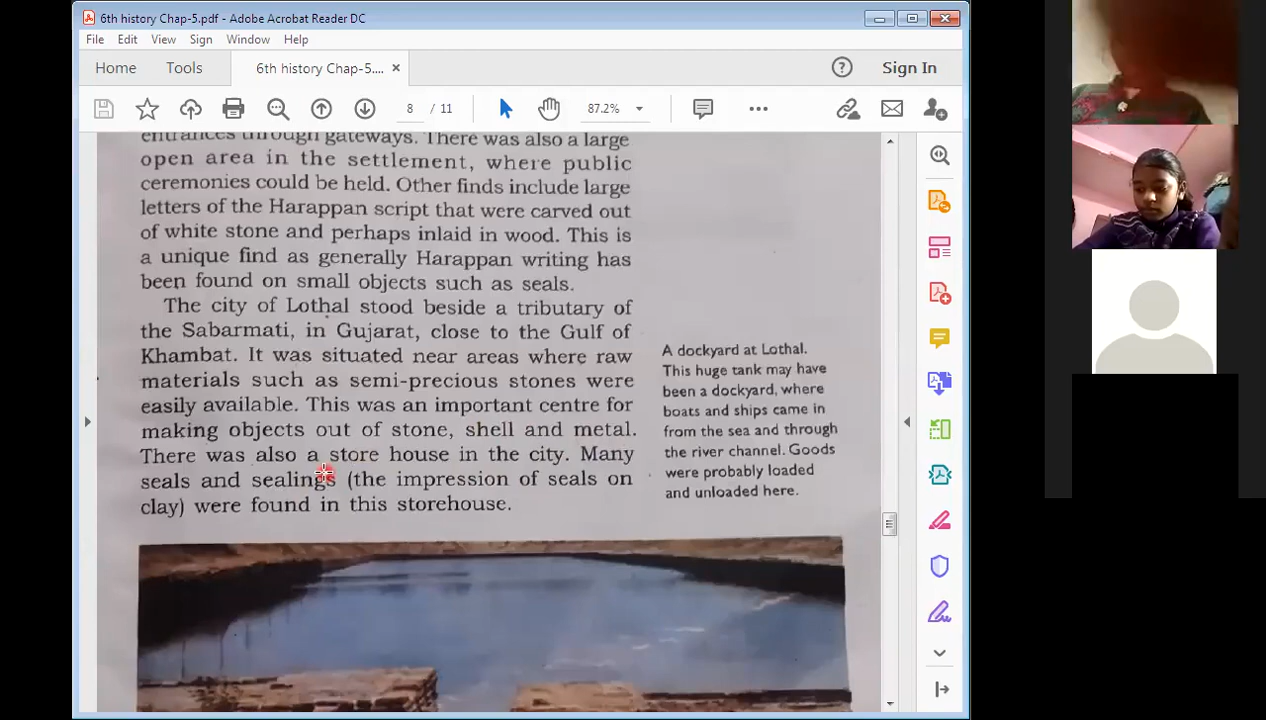 6th history Chap-5.pdf - Adobe Acrobat Reader DC
File Edit View Sign Window Help
Home Tools 6th history Chap-5.... × Sign In
8 / 11 87.2%
entrances through gateways. There was also a large
open area in the settlement, where public
ceremonies could be held. Other finds include large
letters of the Harappan script that were carved out
of white stone and perhaps inlaid in wood. This is
a unique find as generally Harappan writing has
been found on small objects such as seals.
The city of Lothal stood beside a tributary of
the Sabarmati, in Gujarat, close to the Gulf of
Khambat. It was situated near areas where raw
materials such as semi-precious stones were
easily available. This was an important centre for
making objects out of stone, shell and metal.
There was also a store house in the city. Many
seals and sealings (the impression of seals on
clay) were found in this storehouse.
A dockyard at Lothal.
This huge tank may have
been a dockyard, where
boats and ships came in
from the sea and through
the river channel. Goods
were probably loaded
and unloaded here.